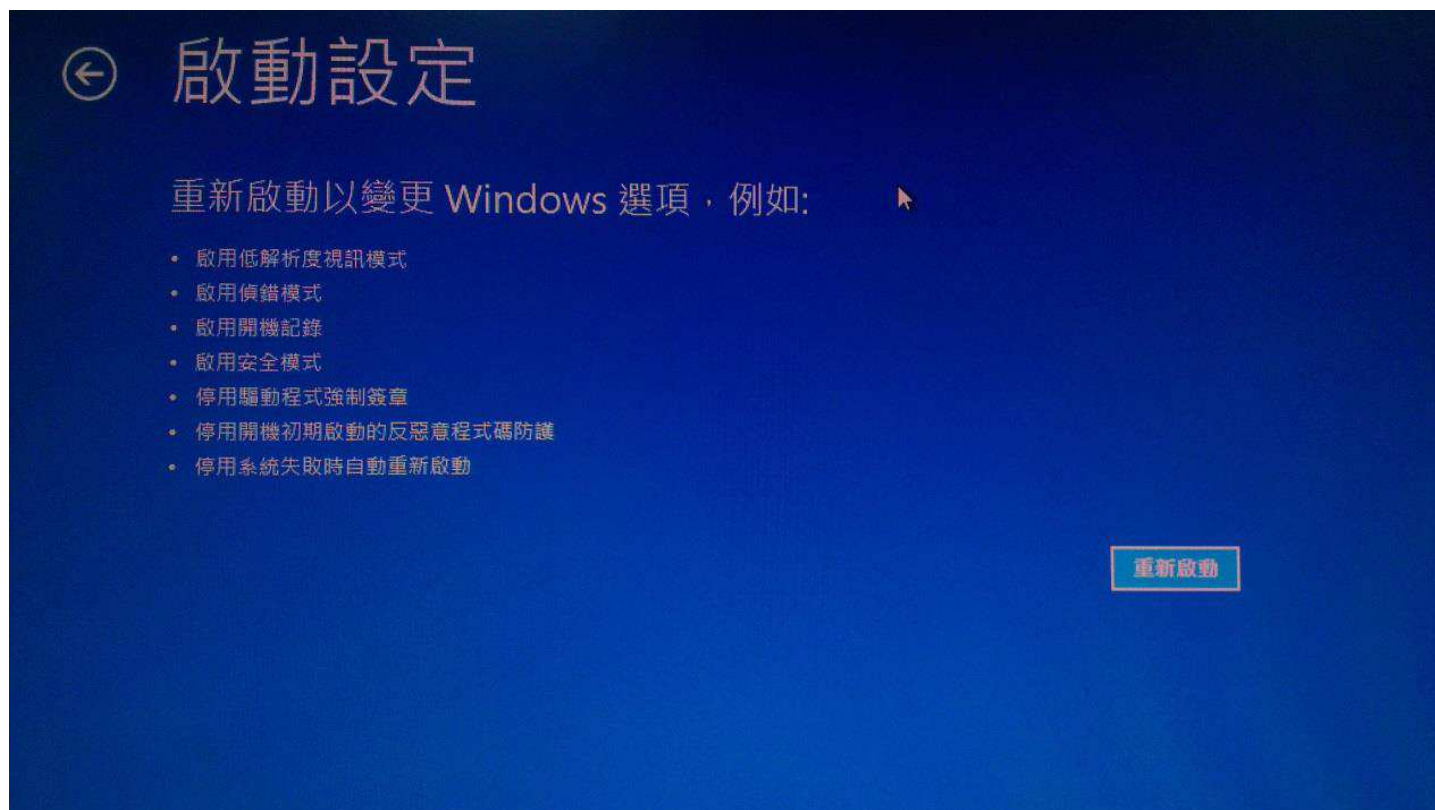 啟動設定
重新啟動以變更 Windows 選項，例如:
• 啟用低解析度視訊模式
• 啟用偵錯模式
• 啟用開機記錄
• 啟用安全模式
• 停用驅動程式強制簽章
• 停用開機初期啟動的反惡意程式碼防護
• 停用系統失敗時自動重新啟動
重新啟動